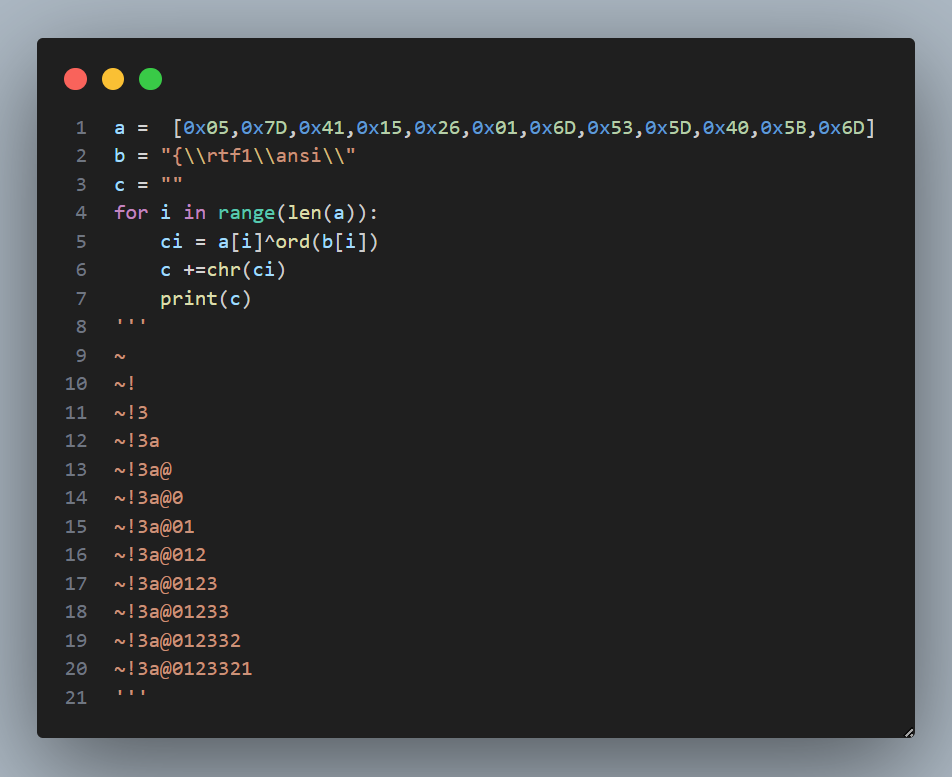 1 a =  [0x05,0x7D,0x41,0x15,0x26,0x01,0x6D,0x53,0x5D,0x40,0x5B,0x6D]
2 b = "{\\rtf1\\ansi\\"
3 c = ""
4 for i in range(len(a)):
5     ci = a[i]^ord(b[i])
6     c +=chr(ci)
7     print(c)
8 '''
9 ~
10 ~!
11 ~!3
12 ~!3a
13 ~!3a@
14 ~!3a@0
15 ~!3a@01
16 ~!3a@012
17 ~!3a@0123
18 ~!3a@01233
19 ~!3a@012332
20 ~!3a@0123321
21 '''